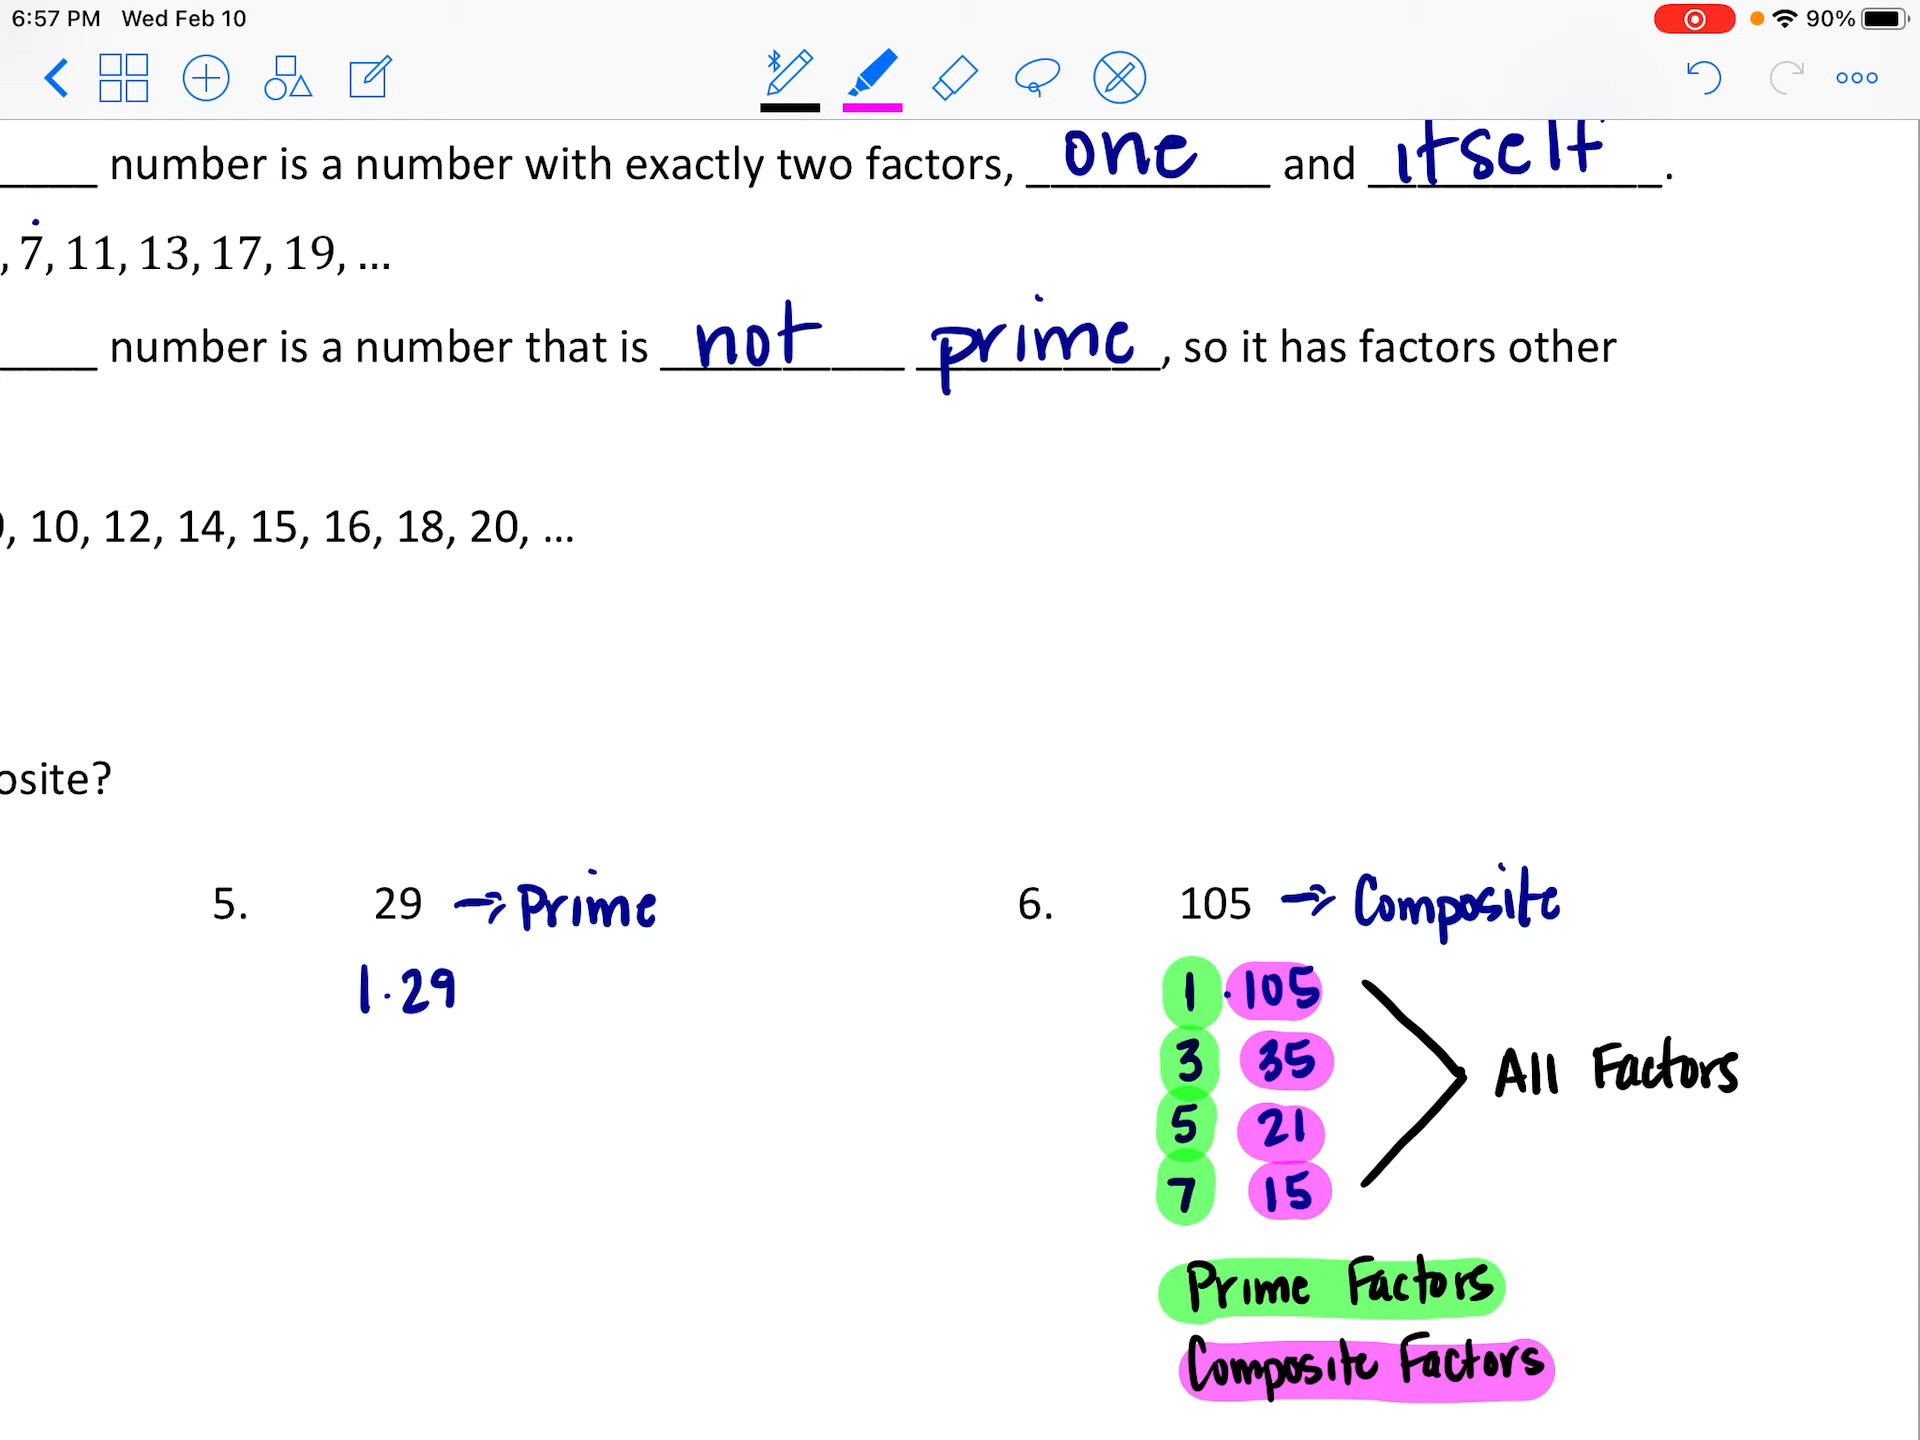 6:57 PM Wed Feb 10 90%
number is a number with exactly two factors, one and itself.
, 7, 11, 13, 17, 19, ...
number is a number that is not prime, so it has factors other
, 10, 12, 14, 15, 16, 18, 20, ...
osite?
5. 29 → Prime 6. 105 → Composite
1·29 1 · 105
3 35
All Factors
5 21
7 15
Prime Factors
Composite Factors